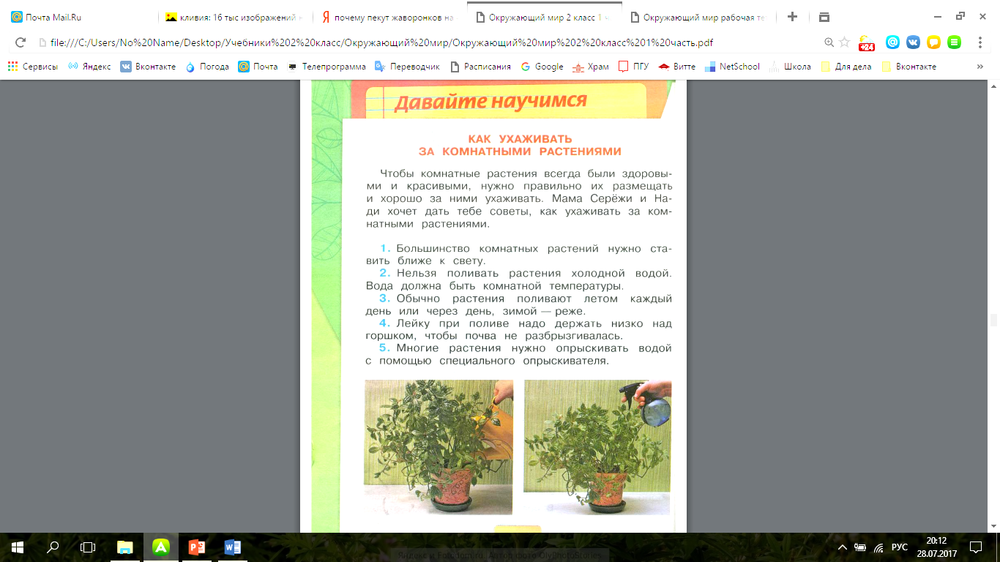 Почта Mail.Ru
кливия: 16 тыс изображений н
почему пекут жаворонков на
Окружающий мир 2 класс 1 ч
Окружающий мир рабочая те
file:///C:/Users/No%20Name/Desktop/Учебники%202%20класс/Окружающий%20мир/Окружающий%20мир%202%20класс%201%20часть.pdf
+24
Сервисы Яндекс Вконтакте Погода Почта Телепрограмма Переводчик Расписания Google Храм ПГУ Витте NetSchool Школа Для дела Вконтакте »
Давайте научимся
КАК УХАЖИВАТЬ
ЗА КОМНАТНЫМИ РАСТЕНИЯМИ
Чтобы комнатные растения всегда были здоровы-
ми и красивыми, нужно правильно их размещать
и хорошо за ними ухаживать. Мама Серёжи и На-
ди хочет дать тебе советы, как ухаживать за ком-
натными растениями.
1. Большинство комнатных растений нужно ста-
вить ближе к свету.
2. Нельзя поливать растения холодной водой.
Вода должна быть комнатной температуры.
3. Обычно растения поливают летом каждый
день или через день, зимой — реже.
4. Лейку при поливе надо держать низко над
горшком, чтобы почва не разбрызгивалась.
5. Многие растения нужно опрыскивать водой
с помощью специального опрыскивателя.
РУС
20:12
28.07.2017